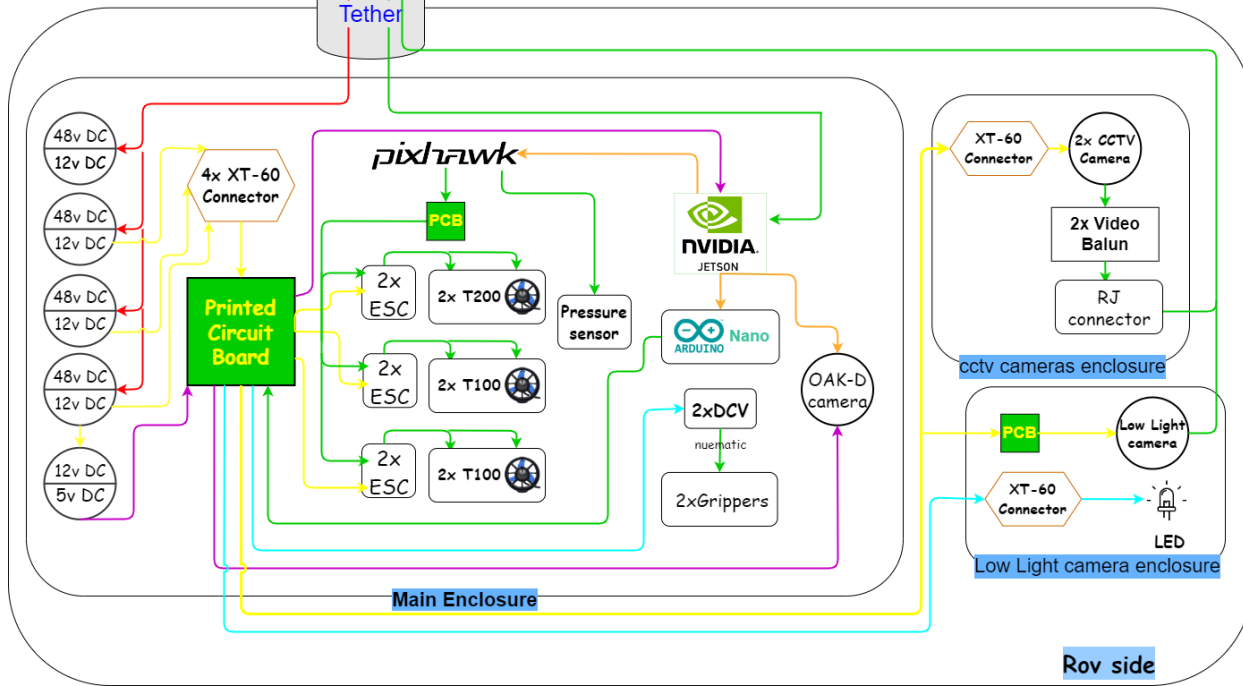 Tether
48v DC
12v DC
48v DC
12v DC
48v DC
12v DC
48v DC
12v DC
12v DC
5v DC
4x XT-60
Connector
Printed
Circuit
Board
pixhawk
PCB
2x
ESC
2x T200
2x
ESC
2x T100
2x
ESC
2x T100
Pressure
sensor
NVIDIA.
JETSON
ARDUINO
Nano
OAK-D
camera
2xDCV
nuematic
2xGrippers
Main Enclosure
XT-60
Connector
2x CCTV
Camera
2x Video
Balun
RJ
connector
cctv cameras enclosure
PCB
Low Light
camera
XT-60
Connector
LED
Low Light camera enclosure
Rov side